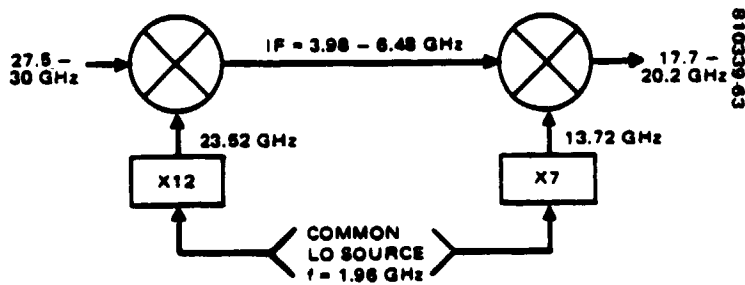 27.5 –
30 GHz
IF = 3.98 – 6.48 GHz
17.7 –
20.2 GHz
23.52 GHz
13.72 GHz
X12
X7
COMMON
LO SOURCE
f = 1.96 GHz
810339-63